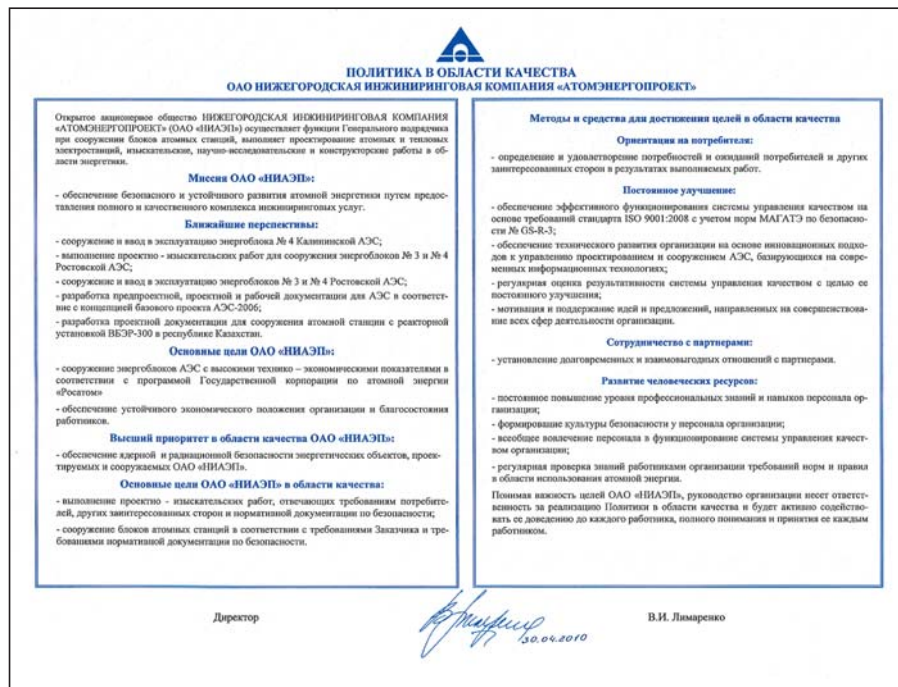 ПОЛИТИКА В ОБЛАСТИ КАЧЕСТВА
ОАО НИЖЕГОРОДСКАЯ ИНЖИНИРИНГОВАЯ КОМПАНИЯ «АТОМЭНЕРГОПРОЕКТ»
Открытое акционерное общество НИЖЕГОРОДСКАЯ ИНЖИНИРИНГОВАЯ КОМПАНИЯ
«АТОМЭНЕРГОПРОЕКТ» (ОАО «НИАЭП») осуществляет функции Генерального подрядчика
при сооружении блоков атомных станций, выполняет проектирование атомных и тепловых
электростанций, изыскательские, научно-исследовательские и конструкторские работы в об-
ласти энергетики.
Миссия ОАО «НИАЭП»:
- обеспечение безопасного и устойчивого развития атомной энергетики путем предос-
тавления полного и качественного комплекса инжиниринговых услуг.
Ближайшие перспективы:
- сооружение и ввод в эксплуатацию энергоблока № 4 Калининской АЭС;
- выполнение проектно - изыскательских работ для сооружения энергоблоков № 3 и № 4
Ростовской АЭС;
- сооружение и ввод в эксплуатацию энергоблоков № 3 и № 4 Ростовской АЭС;
- разработка предпроектной, проектной и рабочей документации для АЭС в соответст-
вие с концепцией базового проекта АЭС-2006;
- разработка проектной документации для сооружения атомной станции с реакторной
установкой ВБЭР-300 в республике Казахстан.
Основные цели ОАО «НИАЭП»:
- сооружение энергоблоков АЭС с высокими технико – экономическими показателями в
соответствии с программой Государственной корпорации по атомной энергии
«Росатом»
- обеспечение устойчивого экономического положения организации и благосостояния
работников.
Высший приоритет в области качества ОАО «НИАЭП»:
- обеспечение ядерной и радиационной безопасности энергетических объектов, проек-
тируемых и сооружаемых ОАО «НИАЭП».
Основные цели ОАО «НИАЭП» в области качества:
- выполнение проектно - изыскательских работ, отвечающих требованиям потребите-
лей, других заинтересованных сторон и нормативной документации по безопасности;
- сооружение блоков атомных станций в соответствии с требованиями Заказчика и тре-
бованиями нормативной документации по безопасности.
Методы и средства для достижения целей в области качества
Ориентация на потребителя:
- определение и удовлетворение потребностей и ожиданий потребителей и других
заинтересованных сторон в результатах выполняемых работ.
Постоянное улучшение:
- обеспечение эффективного функционирования системы управления качеством на
основе требований стандарта ISO 9001:2008 с учетом норм МАГАТЭ по безопасно-
сти № GS-R-3;
- обеспечение технического развития организации на основе инновационных подхо-
дов к управлению проектированием и сооружением АЭС, базирующихся на совре-
менных информационных технологиях;
- регулярная оценка результативности системы управления качеством с целью ее
постоянного улучшения;
- мотивация и поддержание идей и предложений, направленных на совершенствова-
ние всех сфер деятельности организации.
Сотрудничество с партнерами:
- установление долговременных и взаимовыгодных отношений с партнерами.
Развитие человеческих ресурсов:
- постоянное повышение уровня профессиональных знаний и навыков персонала ор-
ганизации;
- формирование культуры безопасности у персонала организации;
- всеобщее вовлечение персонала в функционирование системы управления качест-
вом организации;
- регулярная проверка знаний работниками организации требований норм и правил
в области использования атомной энергии.
Понимая важность целей ОАО «НИАЭП», руководство организации несет ответст-
венность за реализацию Политики в области качества и будет активно содейство-
вать ее доведению до каждого работника, полного понимания и принятия ее каждым
работником.
Директор
30.04.2010
В.И. Лимаренко